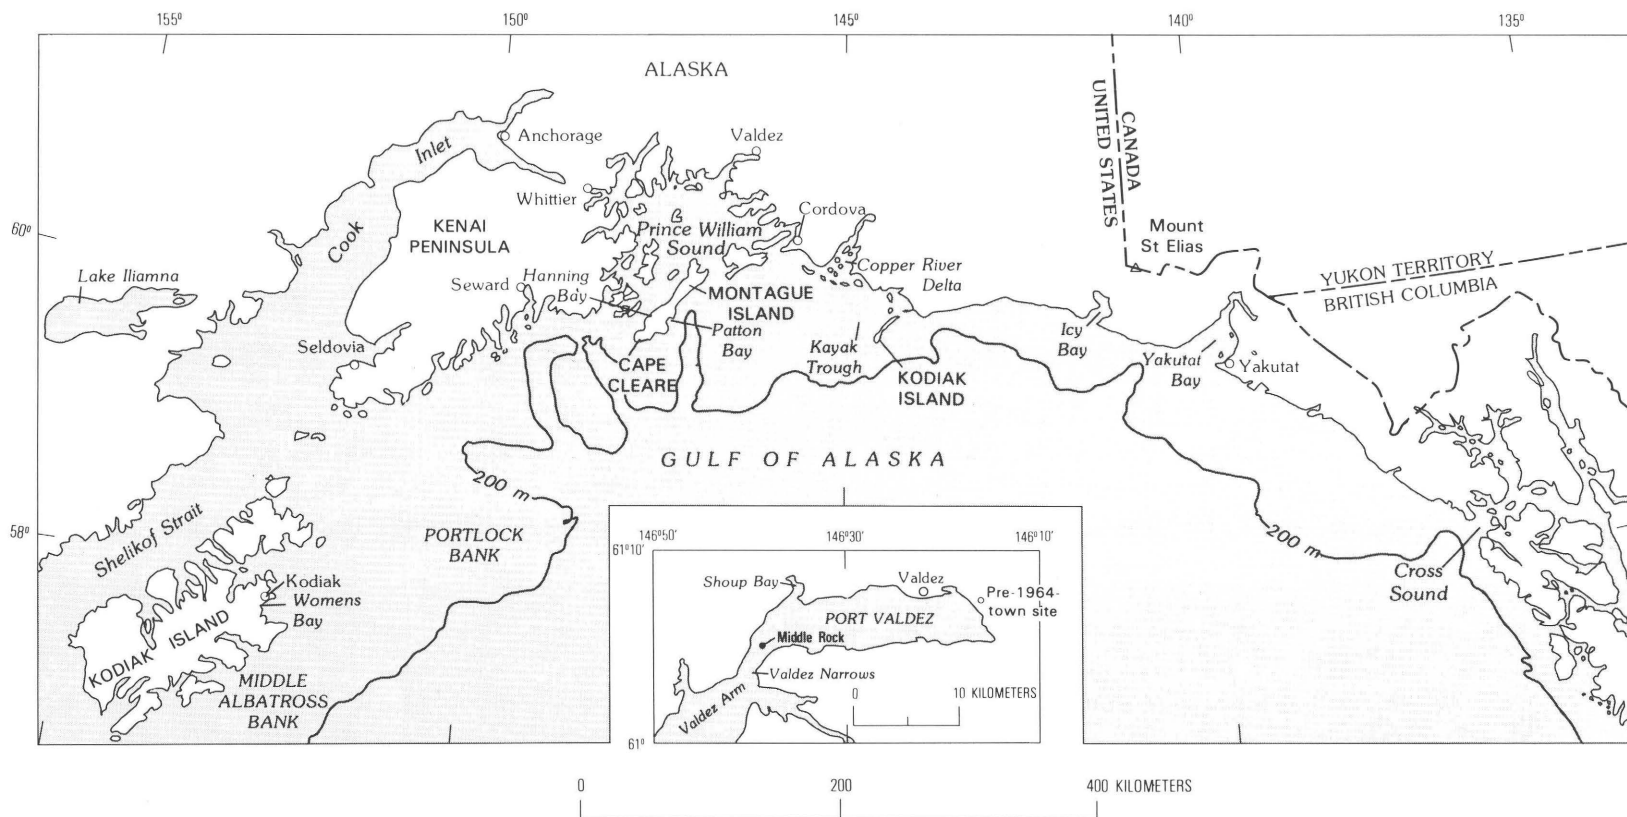 155°
150°
145°
140°
135°
ALASKA
Anchorage
Valdez
Inlet
Whittier
CANADA
UNITED STATES
Cordova
60°
Cook
KENAI
PENINSULA
Prince William
Sound
Mount
St Elias
Lake Iliamna
Seward
Hanning
Bay
Copper River
Delta
YUKON TERRITORY
BRITISH COLUMBIA
MONTAGUE
ISLAND
Patton
Bay
Icy
Bay
Seldovia
Kayak
Trough
Yakutat
Bay
Yakutat
CAPE
CLEARE
KODIAK
ISLAND
GULF OF ALASKA
200 m
58°
Shelikof Strait
PORTLOCK
BANK
200 m
Kodiak
Womens
Bay
Cross
Sound
KODIAK ISLAND
MIDDLE
ALBATROSS
BANK
146°50'
146°30'
146°10'
61°10'
Shoup Bay
Valdez
Pre-1964-
town site
PORT VALDEZ
Middle Rock
Valdez Narrows
0
10 KILOMETERS
Valdez Arm
61°
0
200
400 KILOMETERS